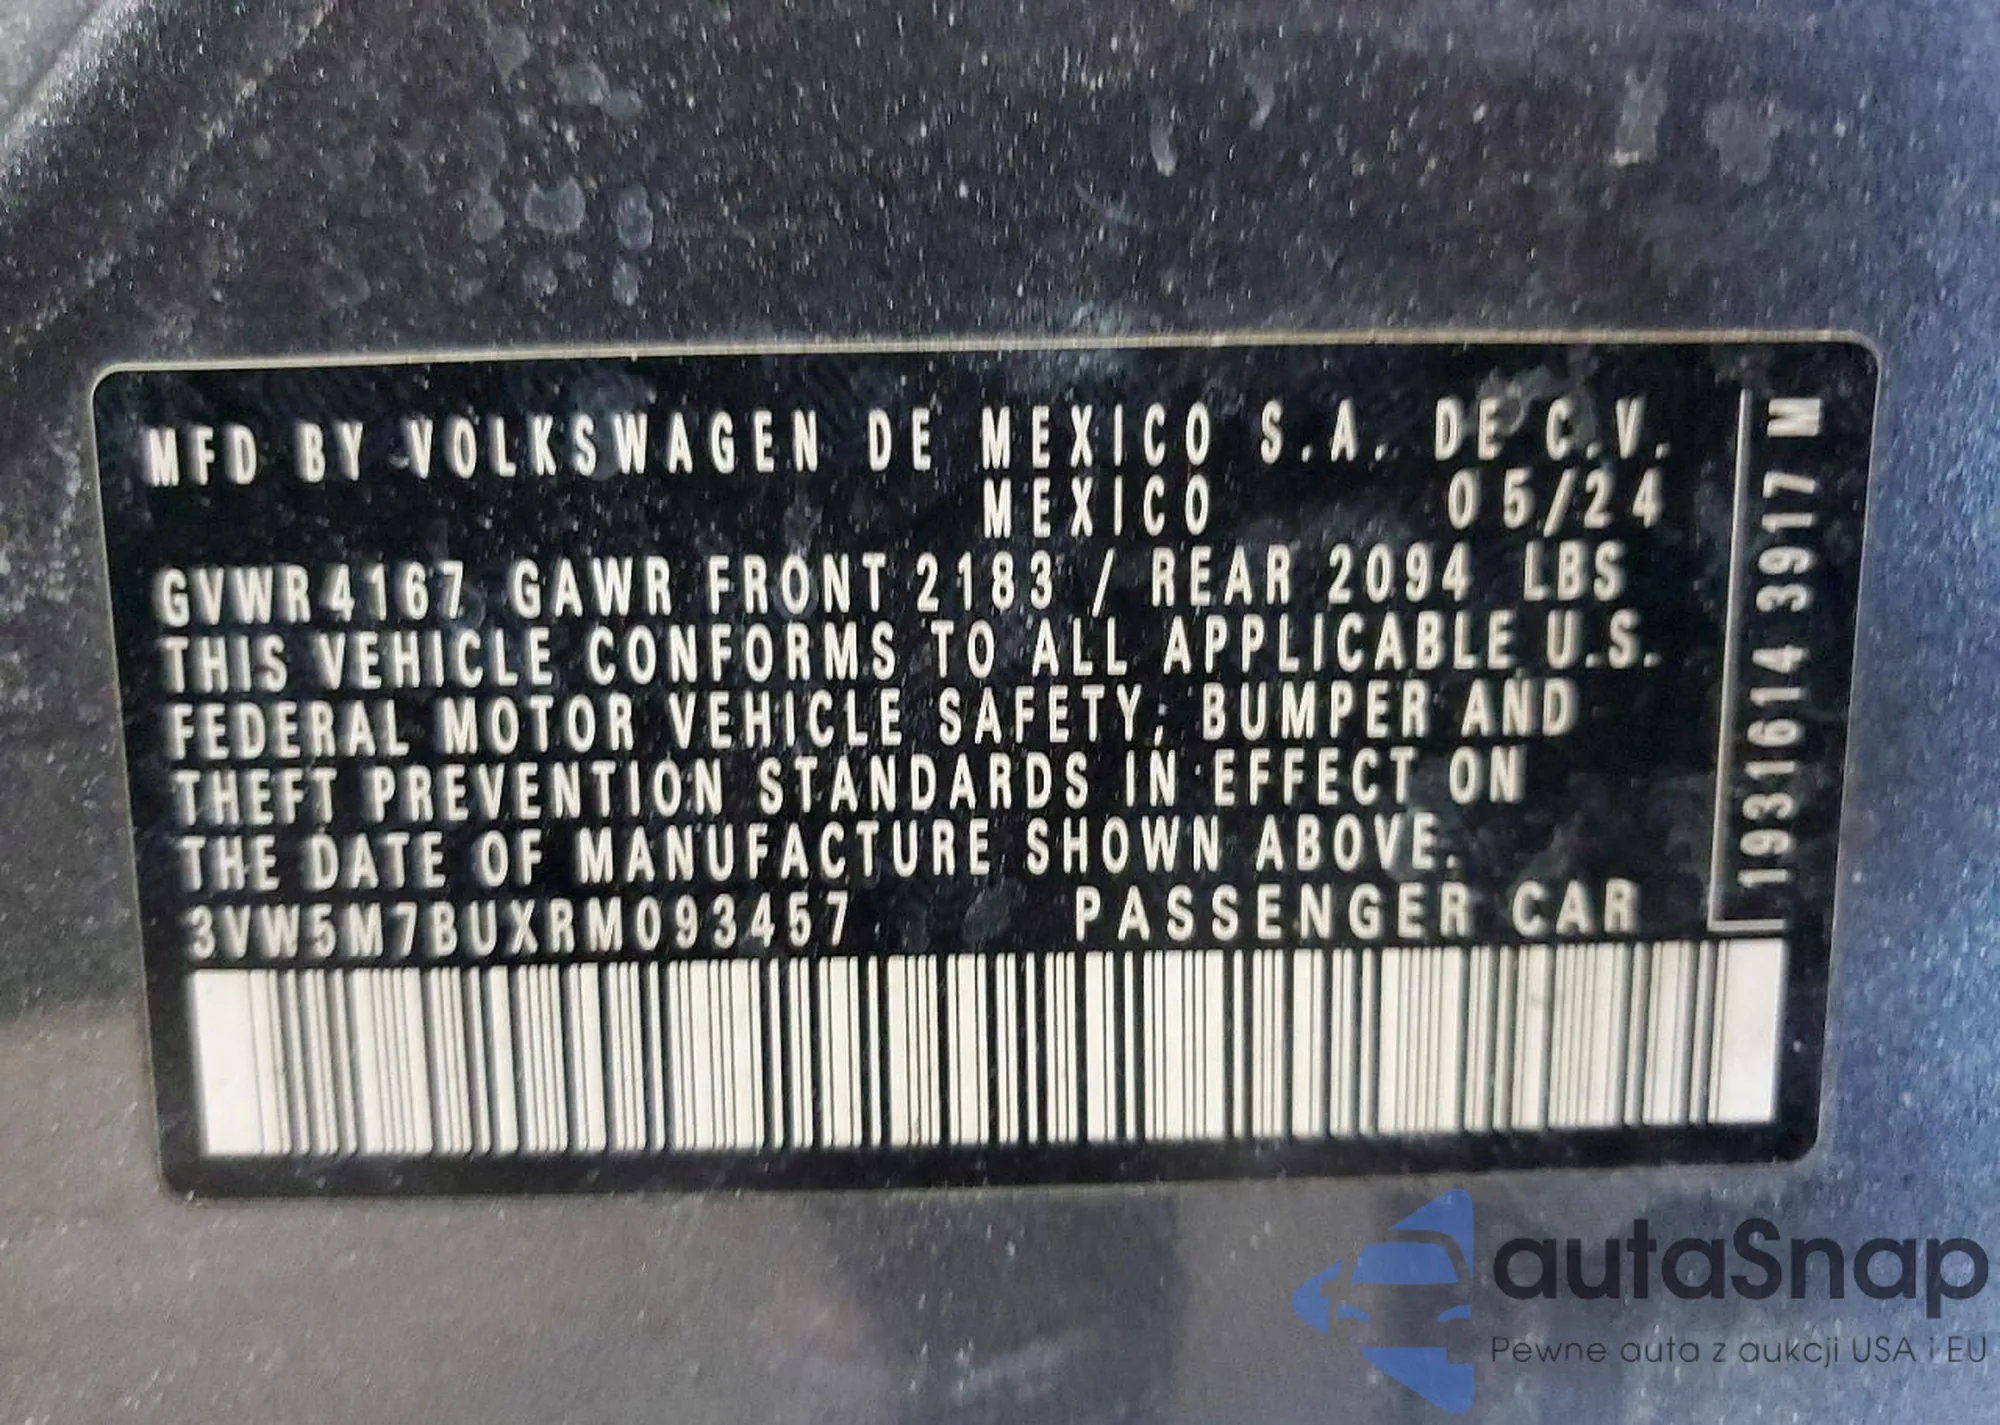 MFD BY VOLKSWAGEN DE MEXICO S.A. DE C.V.
MEXICO 05/24
GVWR 4167 GAWR FRONT 2183 / REAR 2094 LBS
THIS VEHICLE CONFORMS TO ALL APPLICABLE U.S.
FEDERAL MOTOR VEHICLE SAFETY, BUMPER AND
THEFT PREVENTION STANDARDS IN EFFECT ON
THE DATE OF MANUFACTURE SHOWN ABOVE.
3VW5M7BUXRM093457 PASSENGER CAR
1931614 3917 M
autaSnap
Pewne auta z aukcji USA i EU